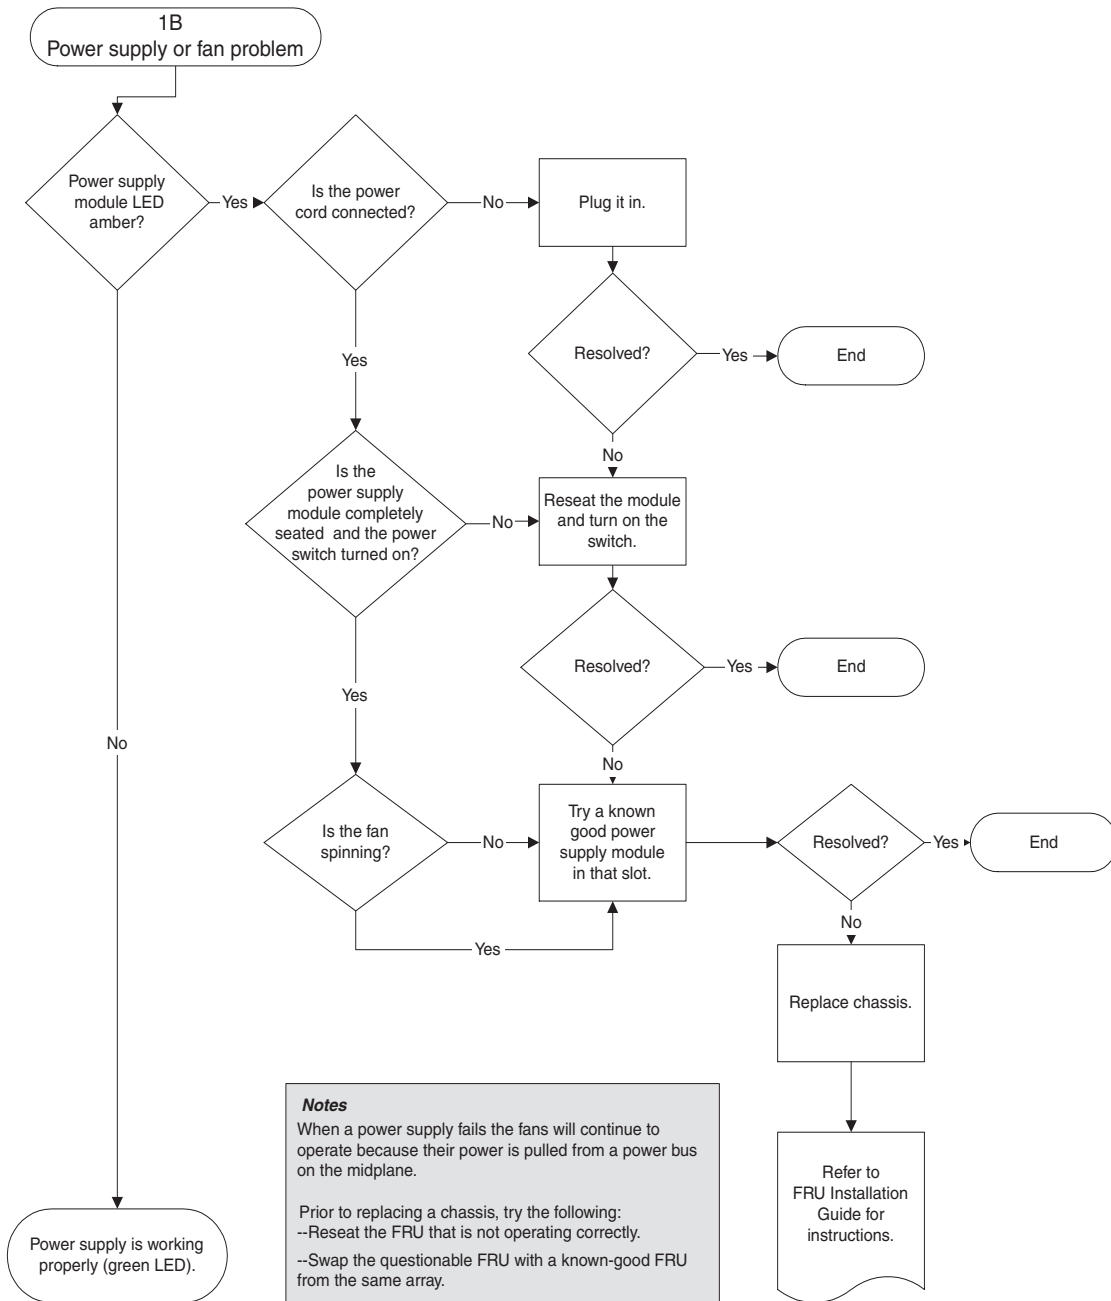 1B
Power supply or fan problem
Power supply
module LED
amber?
Yes
Is the power
cord connected?
No
Plug it in.
Resolved?
Yes
End
Yes
No
Is the
power supply
module completely
seated and the power
switch turned on?
No
Reseat the module
and turn on the
switch.
Resolved?
Yes
End
Yes
No
No
Is the fan
spinning?
No
Try a known
good power
supply module
in that slot.
Resolved?
Yes
End
Yes
No
Replace chassis.
Notes
When a power supply fails the fans will continue to
operate because their power is pulled from a power bus
on the midplane.
Prior to replacing a chassis, try the following:
--Reseat the FRU that is not operating correctly.
--Swap the questionable FRU with a known-good FRU
from the same array.
Refer to
FRU Installation
Guide for
instructions.
Power supply is working
properly (green LED).